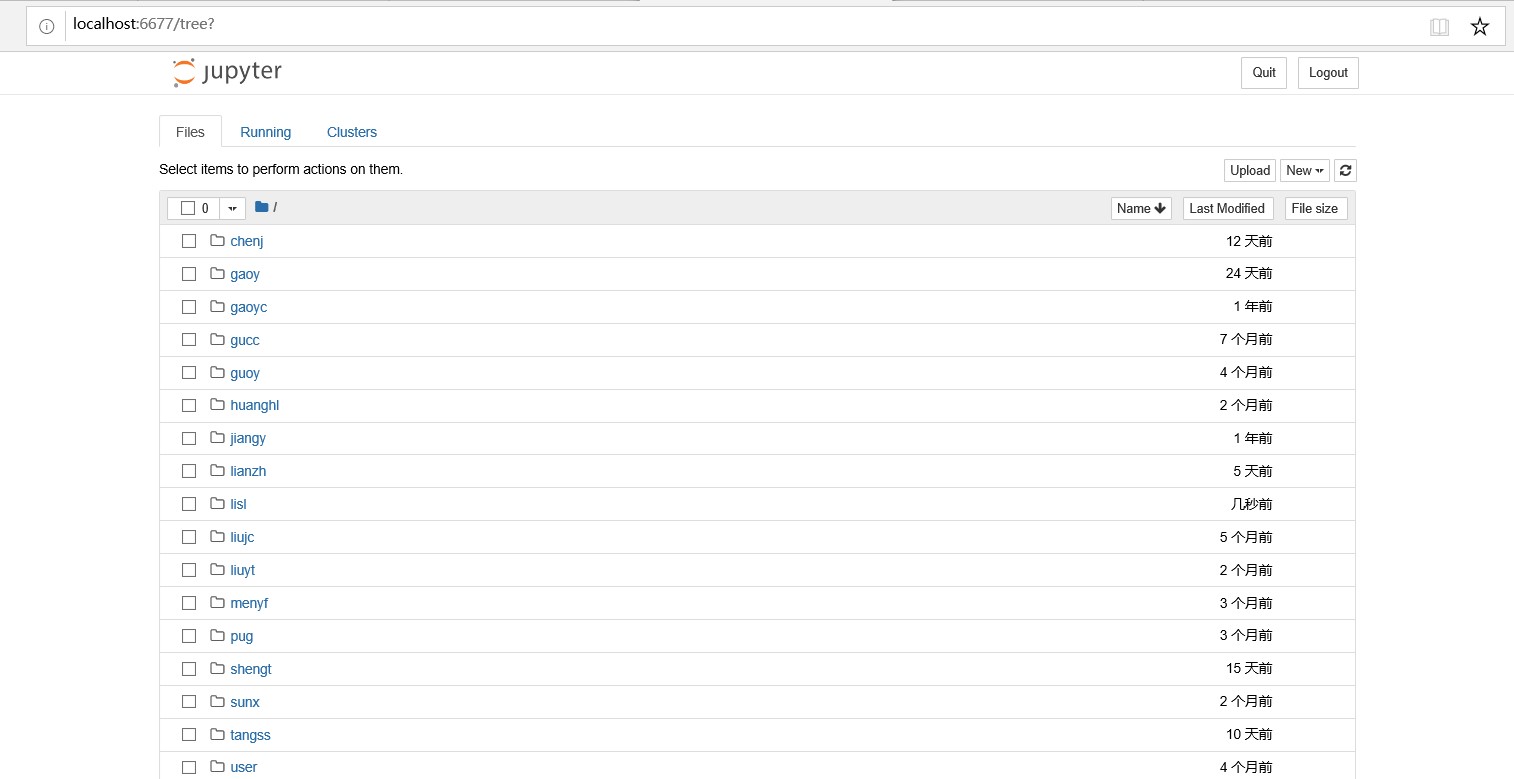 localhost:6677/tree?
jupyter
Quit Logout
Files Running Clusters
Select items to perform actions on them.
Upload New
0 / Name Last Modified File size
chenj 12 天前
gaoy 24 天前
gaoyc 1 年前
gucc 7 个月前
guoy 4 个月前
huanghl 2 个月前
jiangy 1 年前
lianzh 5 天前
lisl 几秒前
liujc 5 个月前
liuyt 2 个月前
menyf 3 个月前
pug 3 个月前
shengt 15 天前
sunx 2 个月前
tangss 10 天前
user 4 个月前